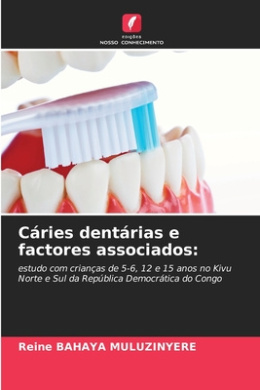 edições
NOSSO CONHECIMENTO
Cáries dentárias e
factores associados:
estudo com crianças de 5-6, 12 e 15 anos no Kivu
Norte e Sul da República Democrática do Congo
Reine BAHAYA MULUZINYERE